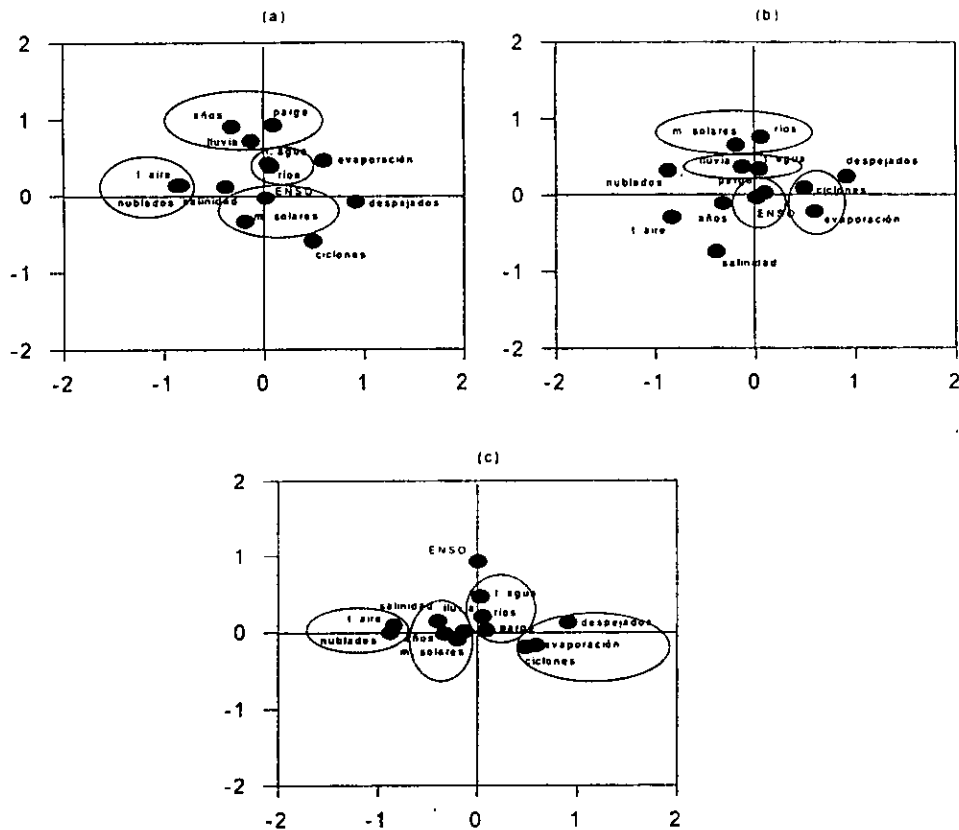 (a)
2
1
0
-1
-2
-2 -1 0 1 2
años
pargo
lluvia
t. agua
ríos
evaporación
t aire
nublados
salinidad
ENSO
m solares
despejados
ciclones
(b)
2
1
0
-1
-2
-2 -1 0 1 2
m solares
ríos
lluvia
t agua
despejados
nublados
pargo
ciclones
años
ENSO
evaporación
t aire
salinidad
(c)
2
1
0
-1
-2
-2 -1 0 1 2
ENSO
t agua
salinidad
lluvia
ríos
t aire
pargo
despejados
nublados
años
evaporación
m solares
ciclones